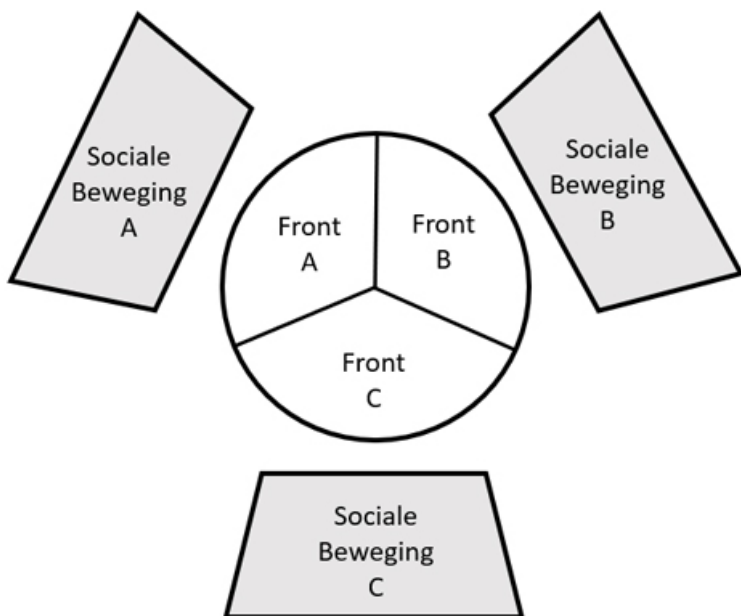 Sociale
Beweging
A
Sociale
Beweging
B
Front
A
Front
B
Front
C
Sociale
Beweging
C